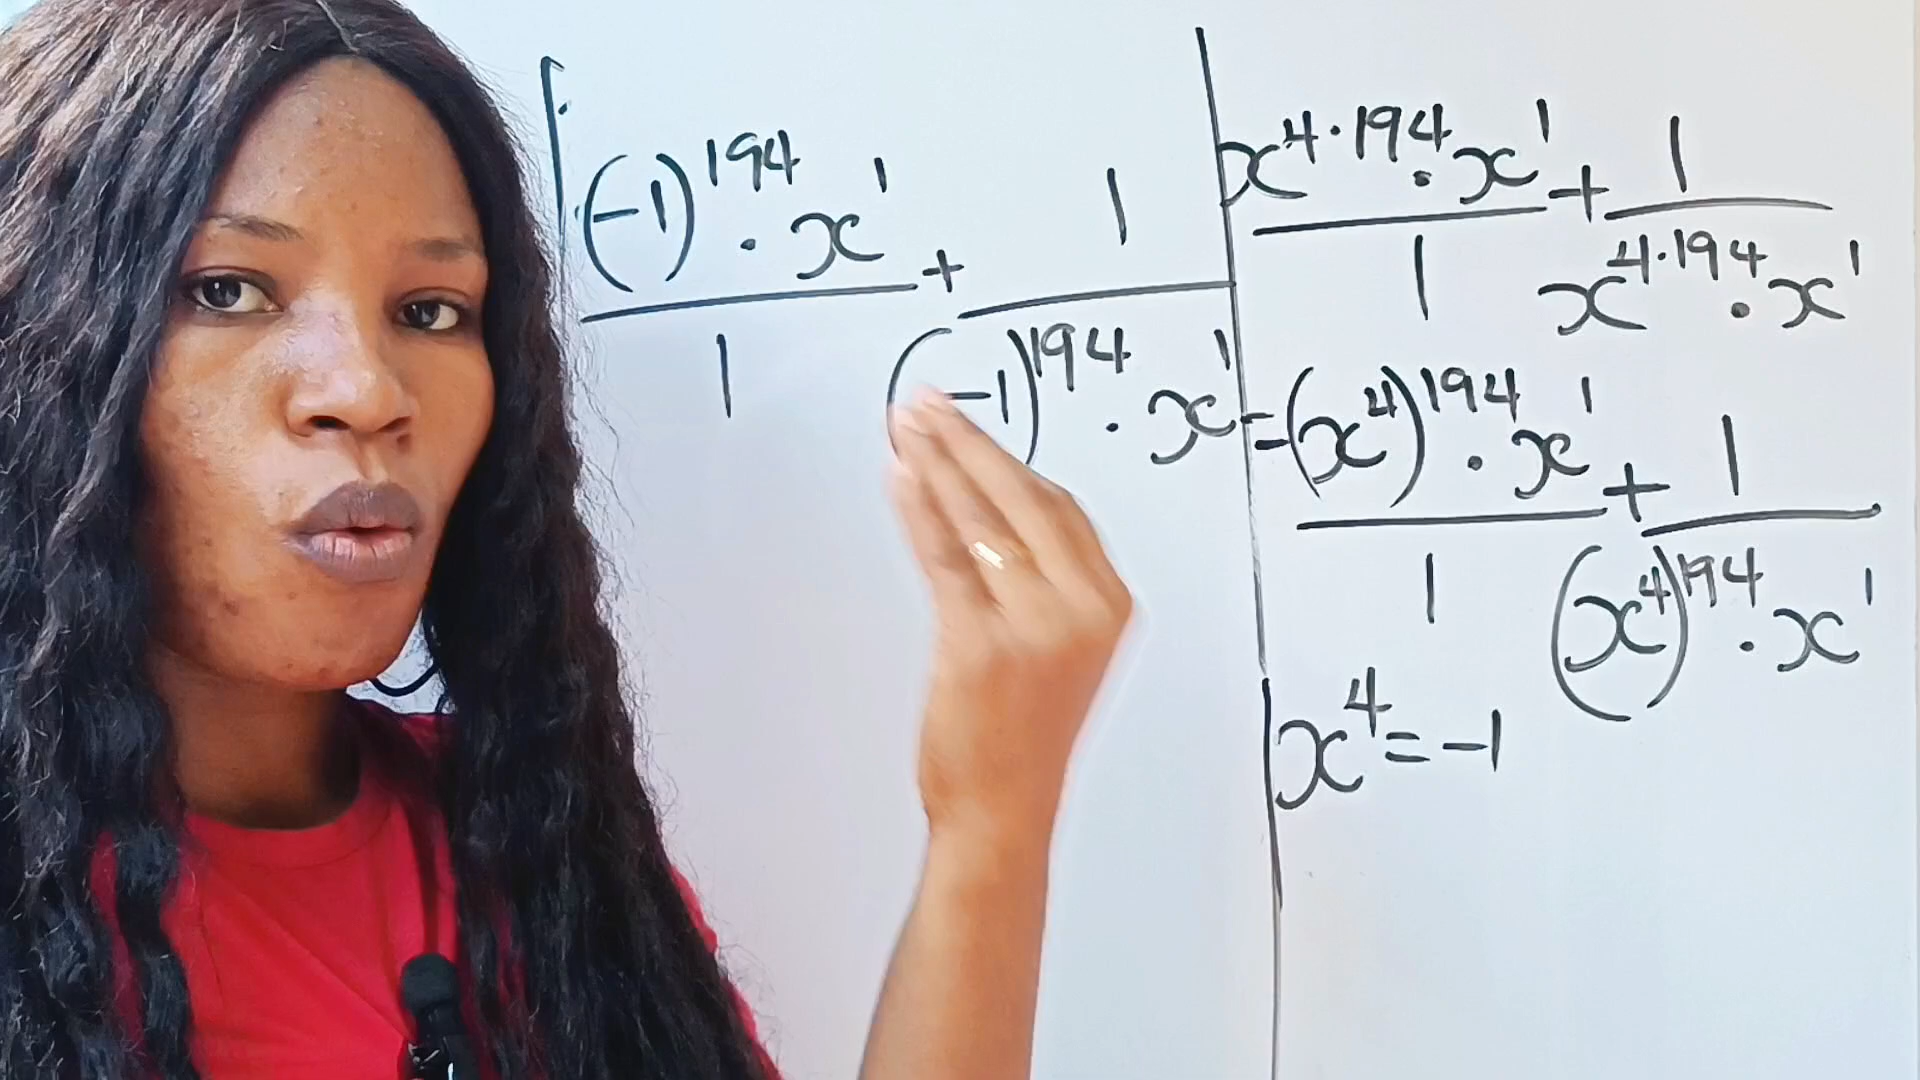 (-1)^194 · x^1 / 1 + 1 / (-1)^194 · x^1
x^4·194 · x^1 / 1 + 1 / x^4·194 · x^1
= (x^4)^194 · x^1 / 1 + 1 / (x^4)^194 · x^1
x^4 = -1